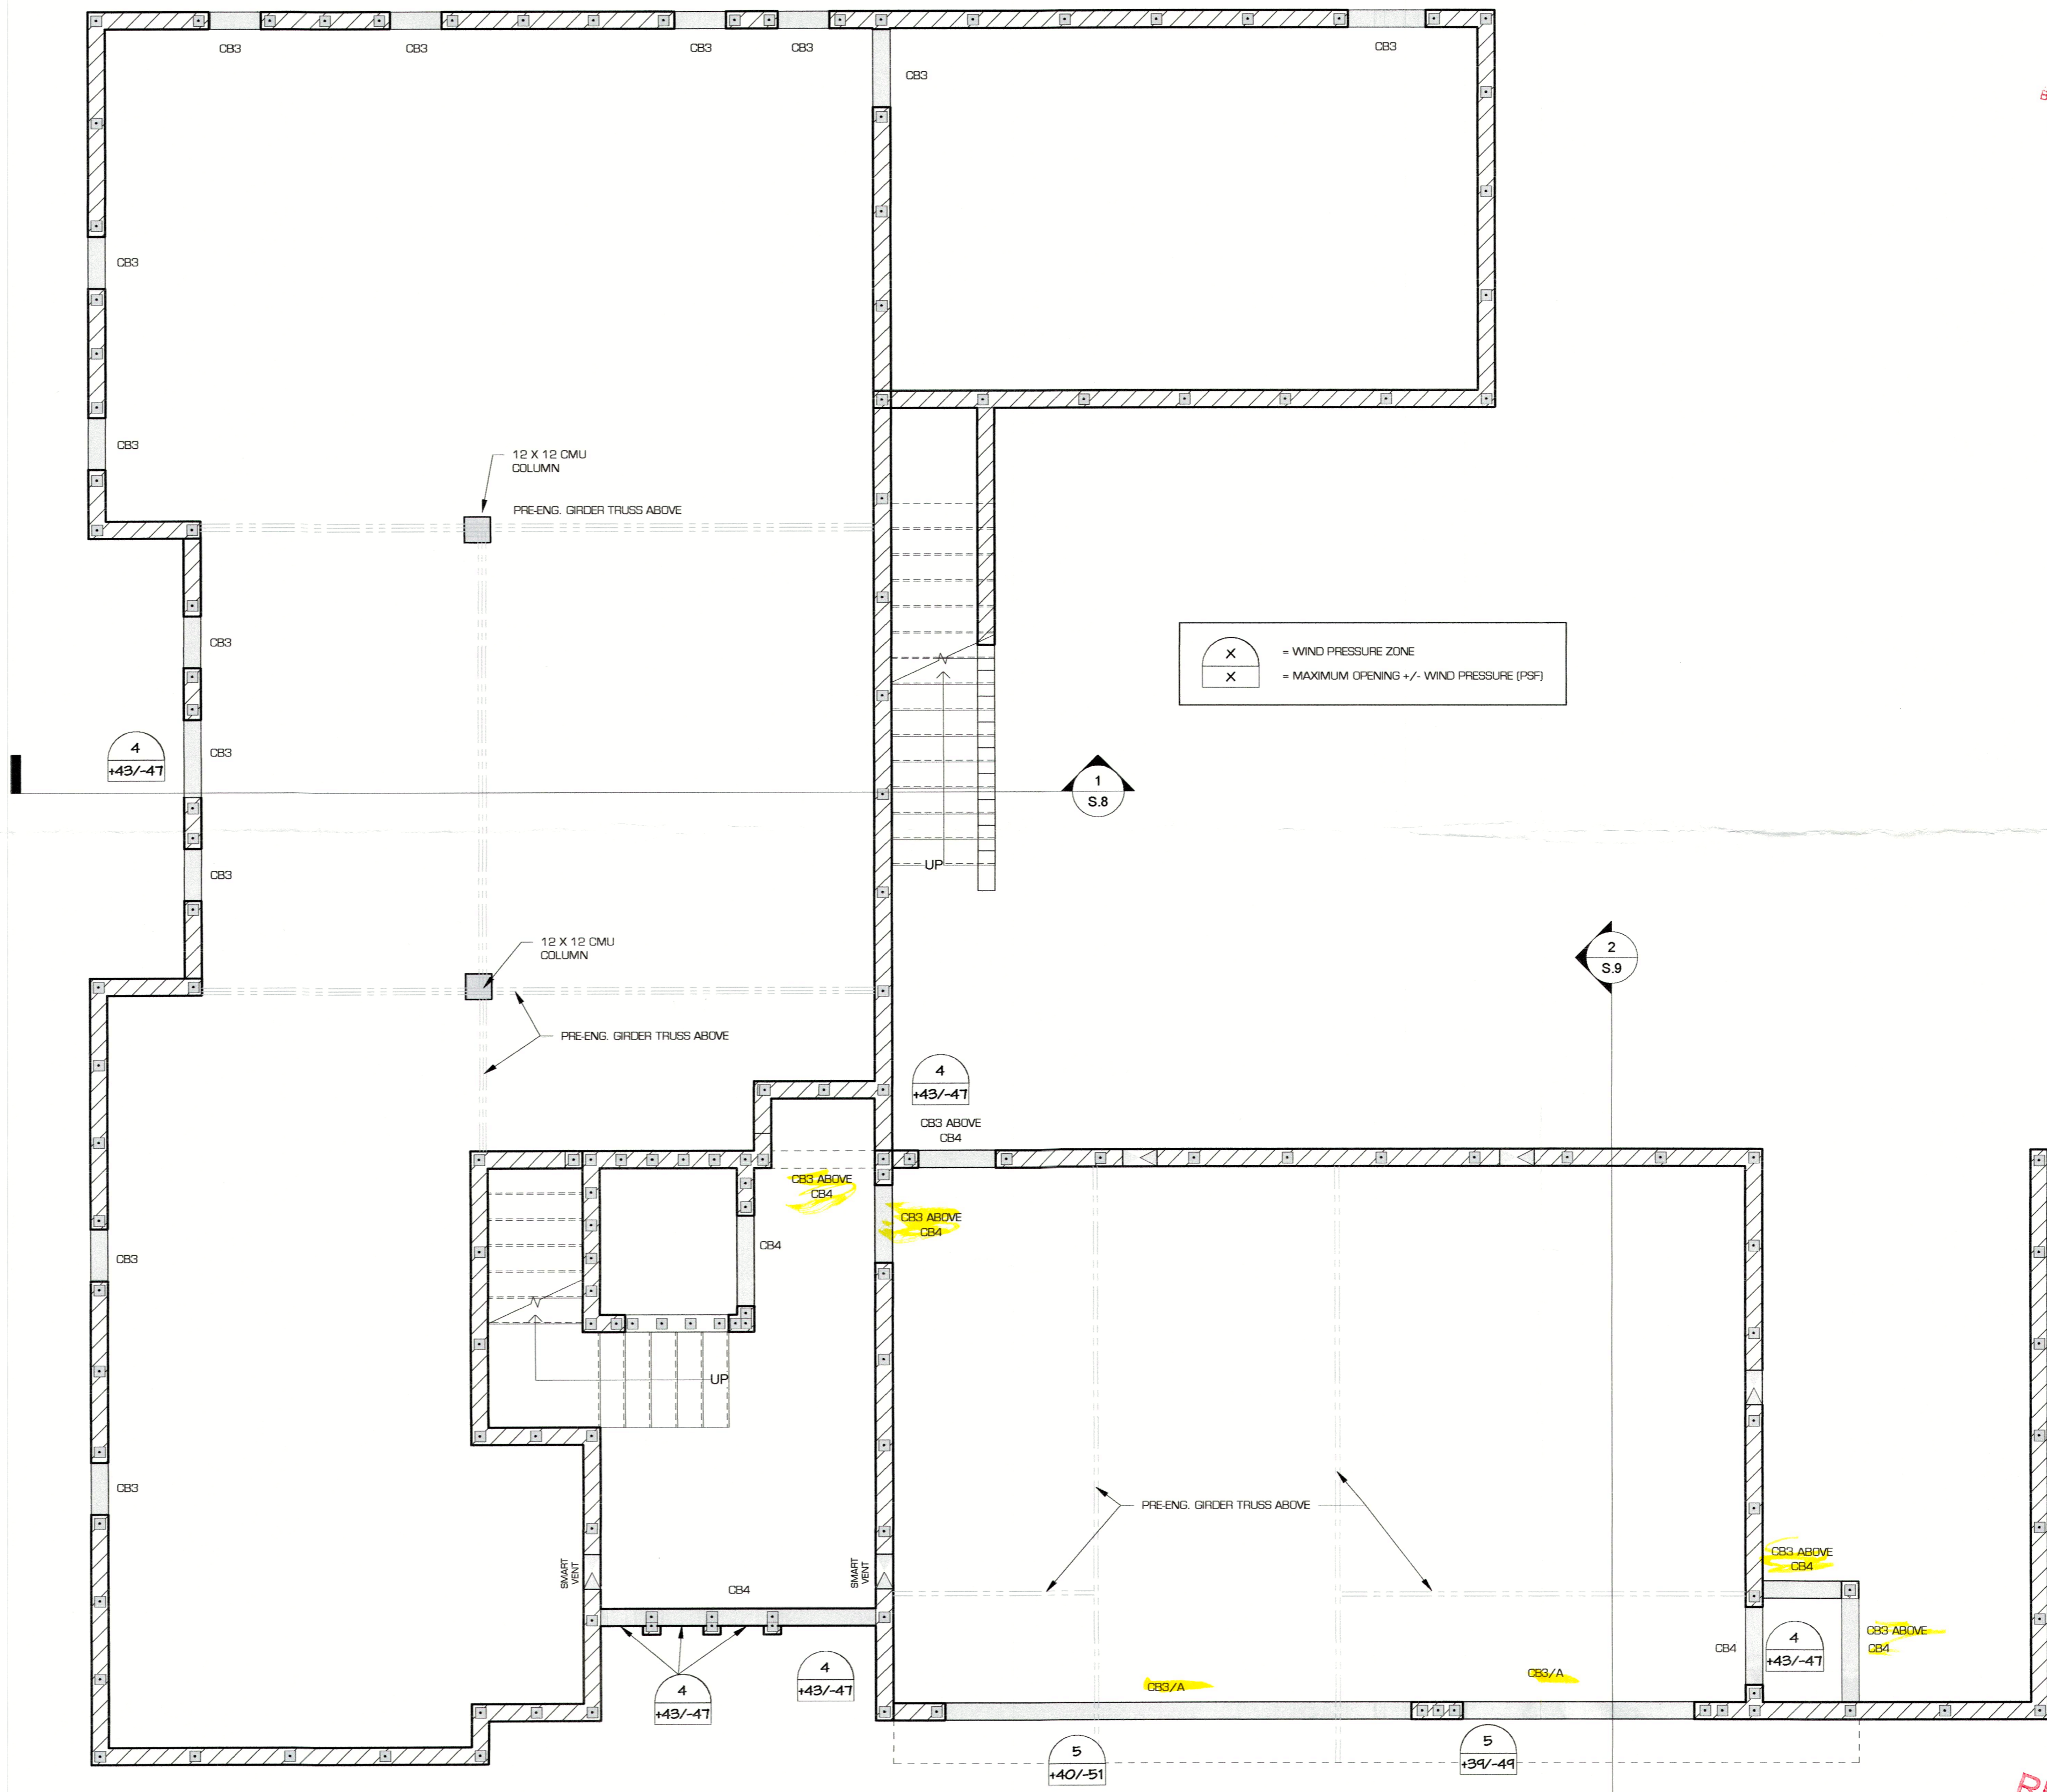 CB3
CB3
CB3
CB3
CB3
CB3
CB3
CB3
12 X 12 CMU
COLUMN
PRE-ENG. GIRDER TRUSS ABOVE
CB3
X
= WIND PRESSURE ZONE
X
= MAXIMUM OPENING +/- WIND PRESSURE (PSF)
4
+43/-47
CB3
1
S.8
UP
CB3
12 X 12 CMU
COLUMN
2
S.9
PRE-ENG. GIRDER TRUSS ABOVE
4
+43/-47
CB3 ABOVE
CB4
CB3 ABOVE
CB4
CB3 ABOVE
CB4
CB4
CB3
UP
CB3
PRE-ENG. GIRDER TRUSS ABOVE
SMART
VENT
SMART
VENT
CB4
CB3 ABOVE
CB4
CB3 ABOVE
CB4
CB4
4
+43/-47
4
+43/-47
4
+43/-47
CB3/A
CB3/A
5
+40/-51
5
+39/-49